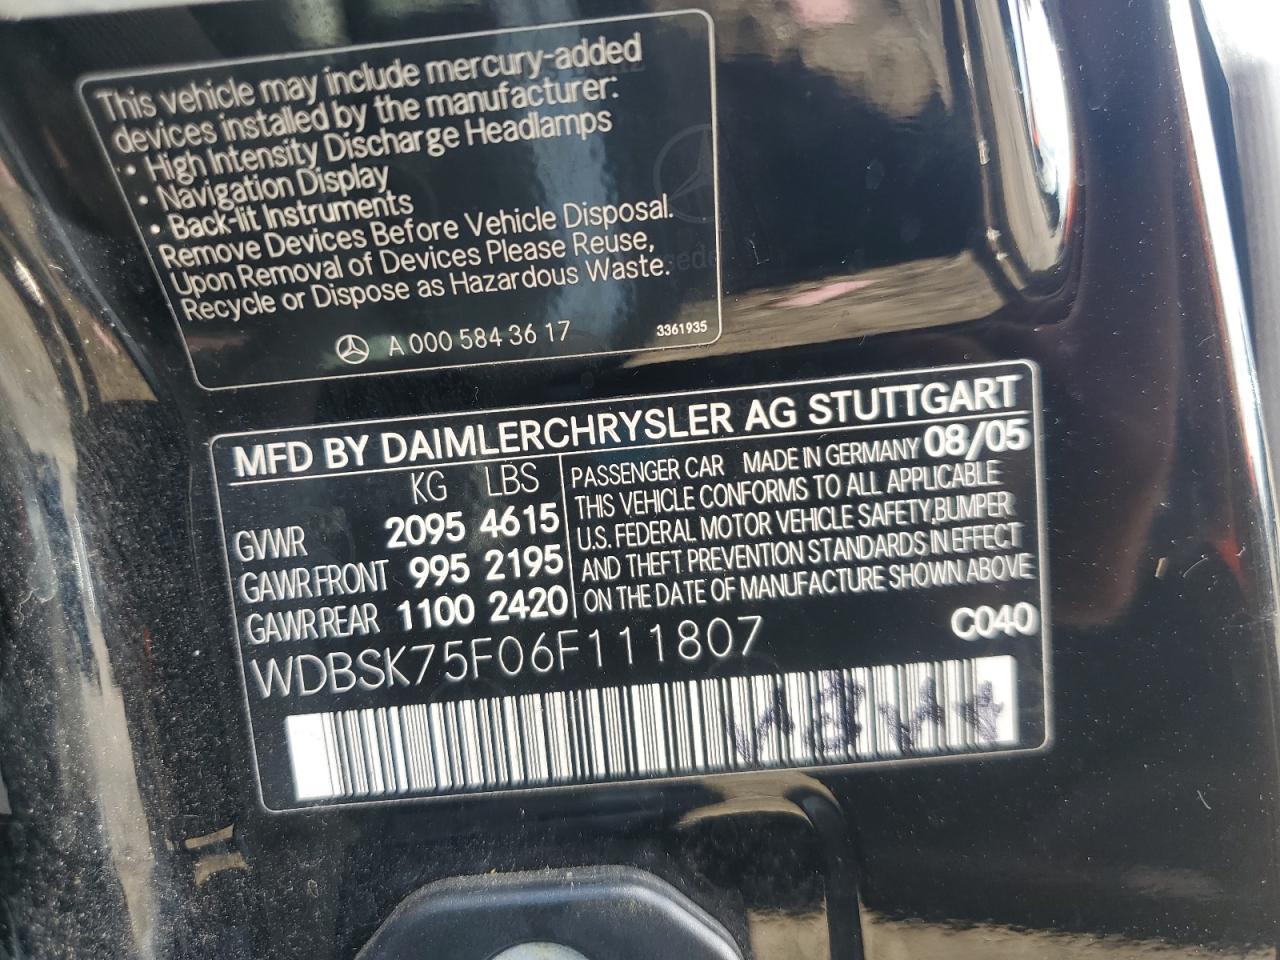 This vehicle may include mercury-added
devices installed by the manufacturer:
· High Intensity Discharge Headlamps
· Navigation Display
· Back-lit Instruments
Remove Devices Before Vehicle Disposal.
Upon Removal of Devices Please Reuse,
Recycle or Dispose as Hazardous Waste.
A 000 584 36 17 3361935
MFD BY DAIMLERCHRYSLER AG STUTTGART
KG LBS
GVWR 2095 4615
GAWR FRONT 995 2195
GAWR REAR 1100 2420
PASSENGER CAR MADE IN GERMANY 08/05
THIS VEHICLE CONFORMS TO ALL APPLICABLE
U.S. FEDERAL MOTOR VEHICLE SAFETY,BUMPER
AND THEFT PREVENTION STANDARDS IN EFFECT
ON THE DATE OF MANUFACTURE SHOWN ABOVE
WDBSK75F06F111807 C040